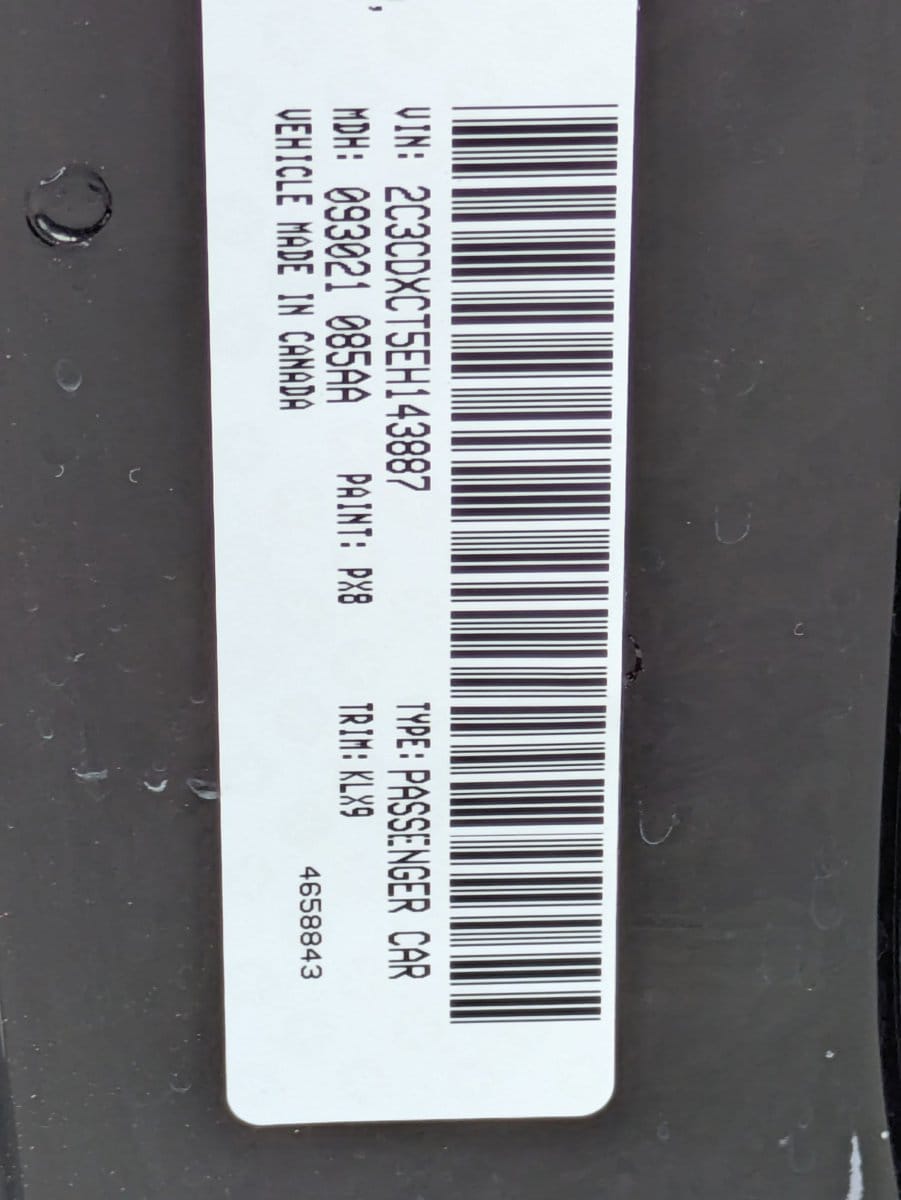 VIN: 2C3CDXCT5EH143887 TYPE: PASSENGER CAR
MDH: 093021 085AA PAINT: PX8 TRIM: KLX9
VEHICLE MADE IN CANADA 4658843